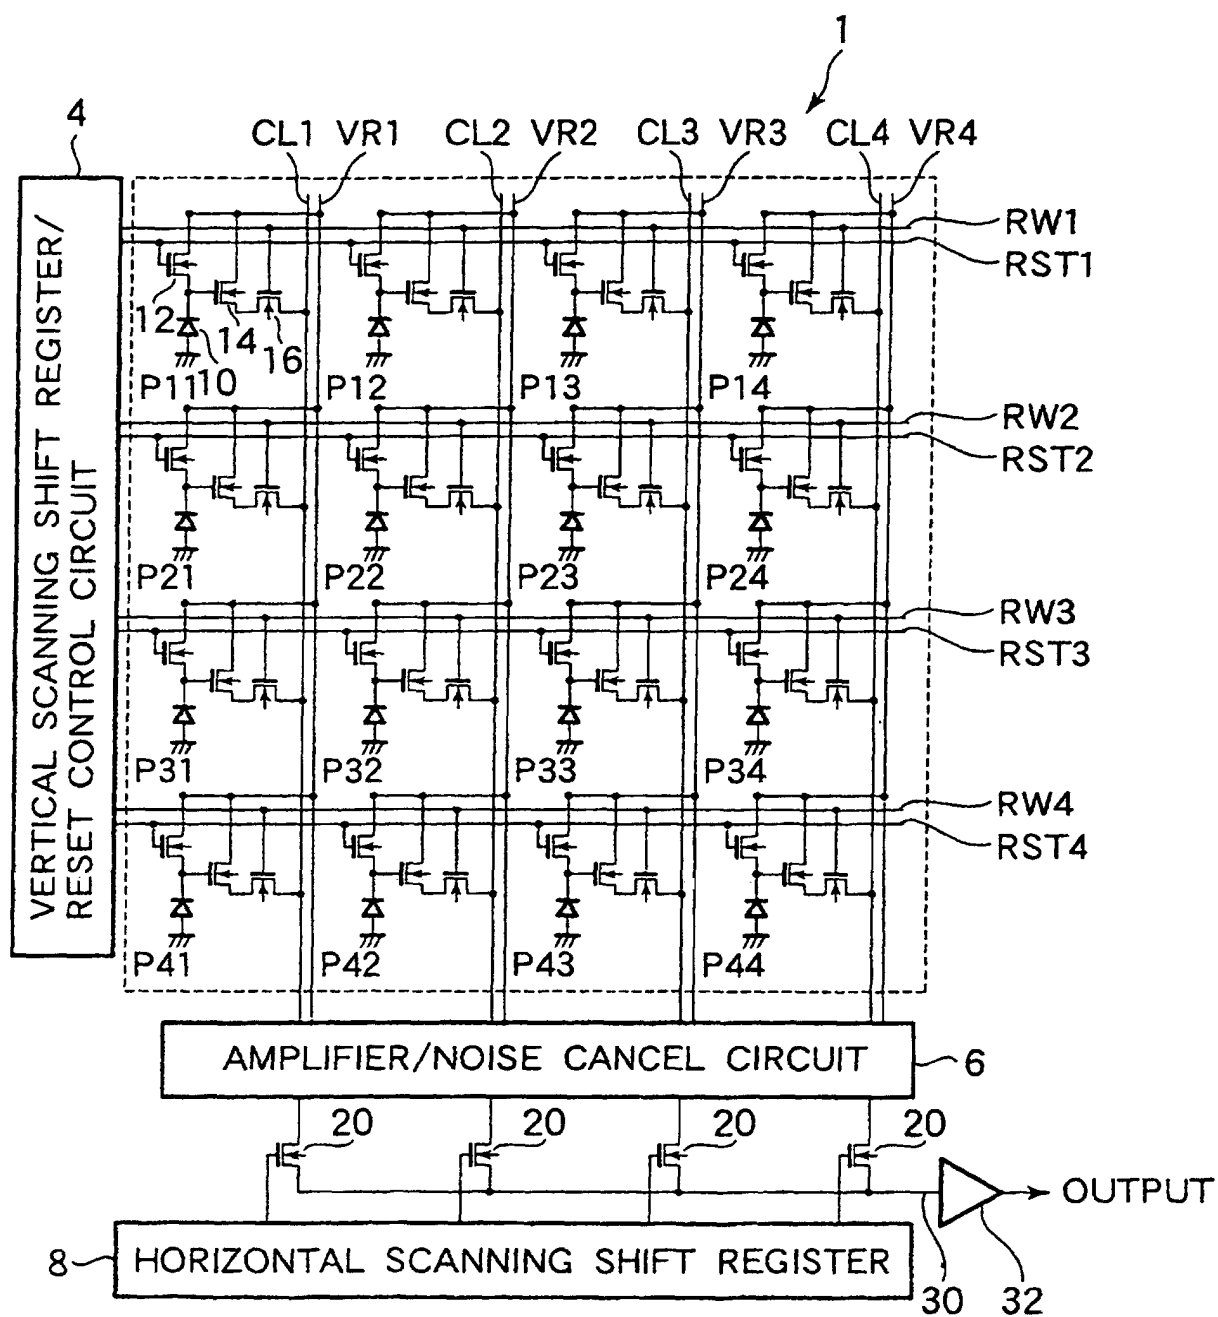 1
4
CL1 VR1 CL2 VR2 CL3 VR3 CL4 VR4
RW1
RST1
12 14 16
P11 10 P12 P13 P14
RW2
RST2
P21 P22 P23 P24
RW3
RST3
P31 P32 P33 P34
RW4
RST4
P41 P42 P43 P44
VERTICAL SCANNING SHIFT REGISTER/
RESET CONTROL CIRCUIT
AMPLIFIER/NOISE CANCEL CIRCUIT 6
20 20 20 20
OUTPUT
8 HORIZONTAL SCANNING SHIFT REGISTER
30 32